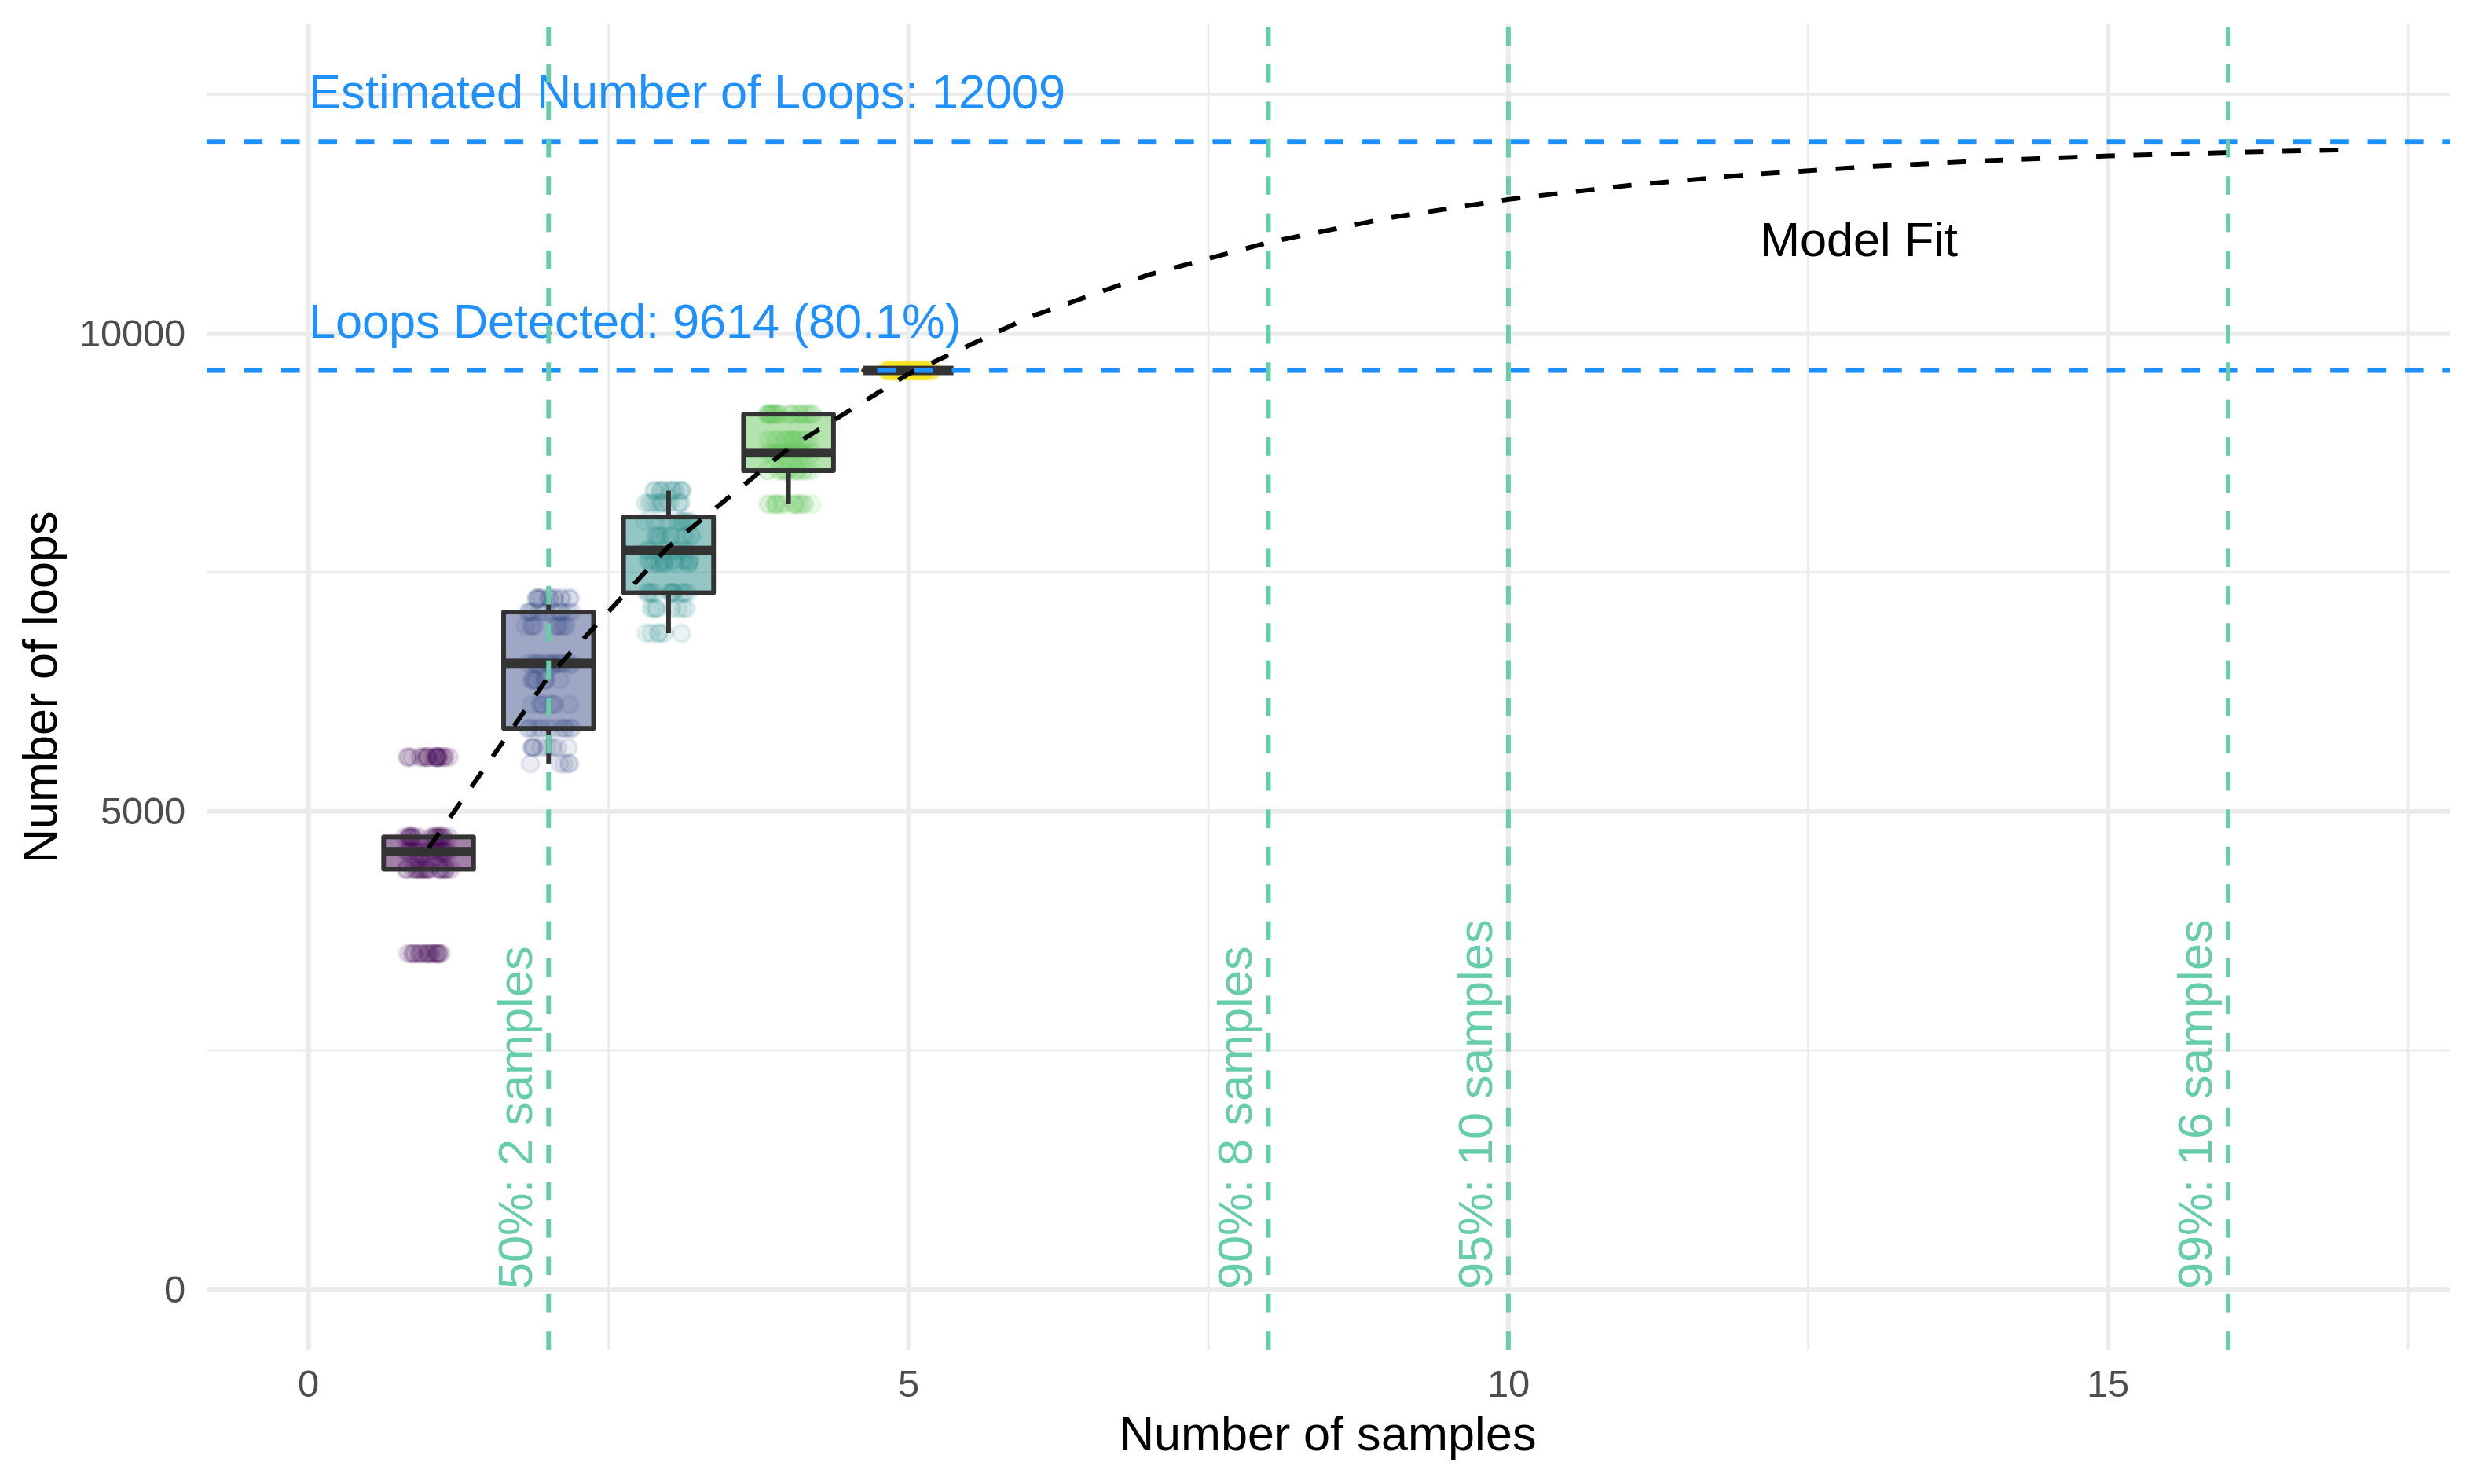 Estimated Number of Loops: 12009
Model Fit
Loops Detected: 9614 (80.1%)
10000
5000
0
Number of loops
50%: 2 samples
90%: 8 samples
95%: 10 samples
99%: 16 samples
0
5
10
15
Number of samples